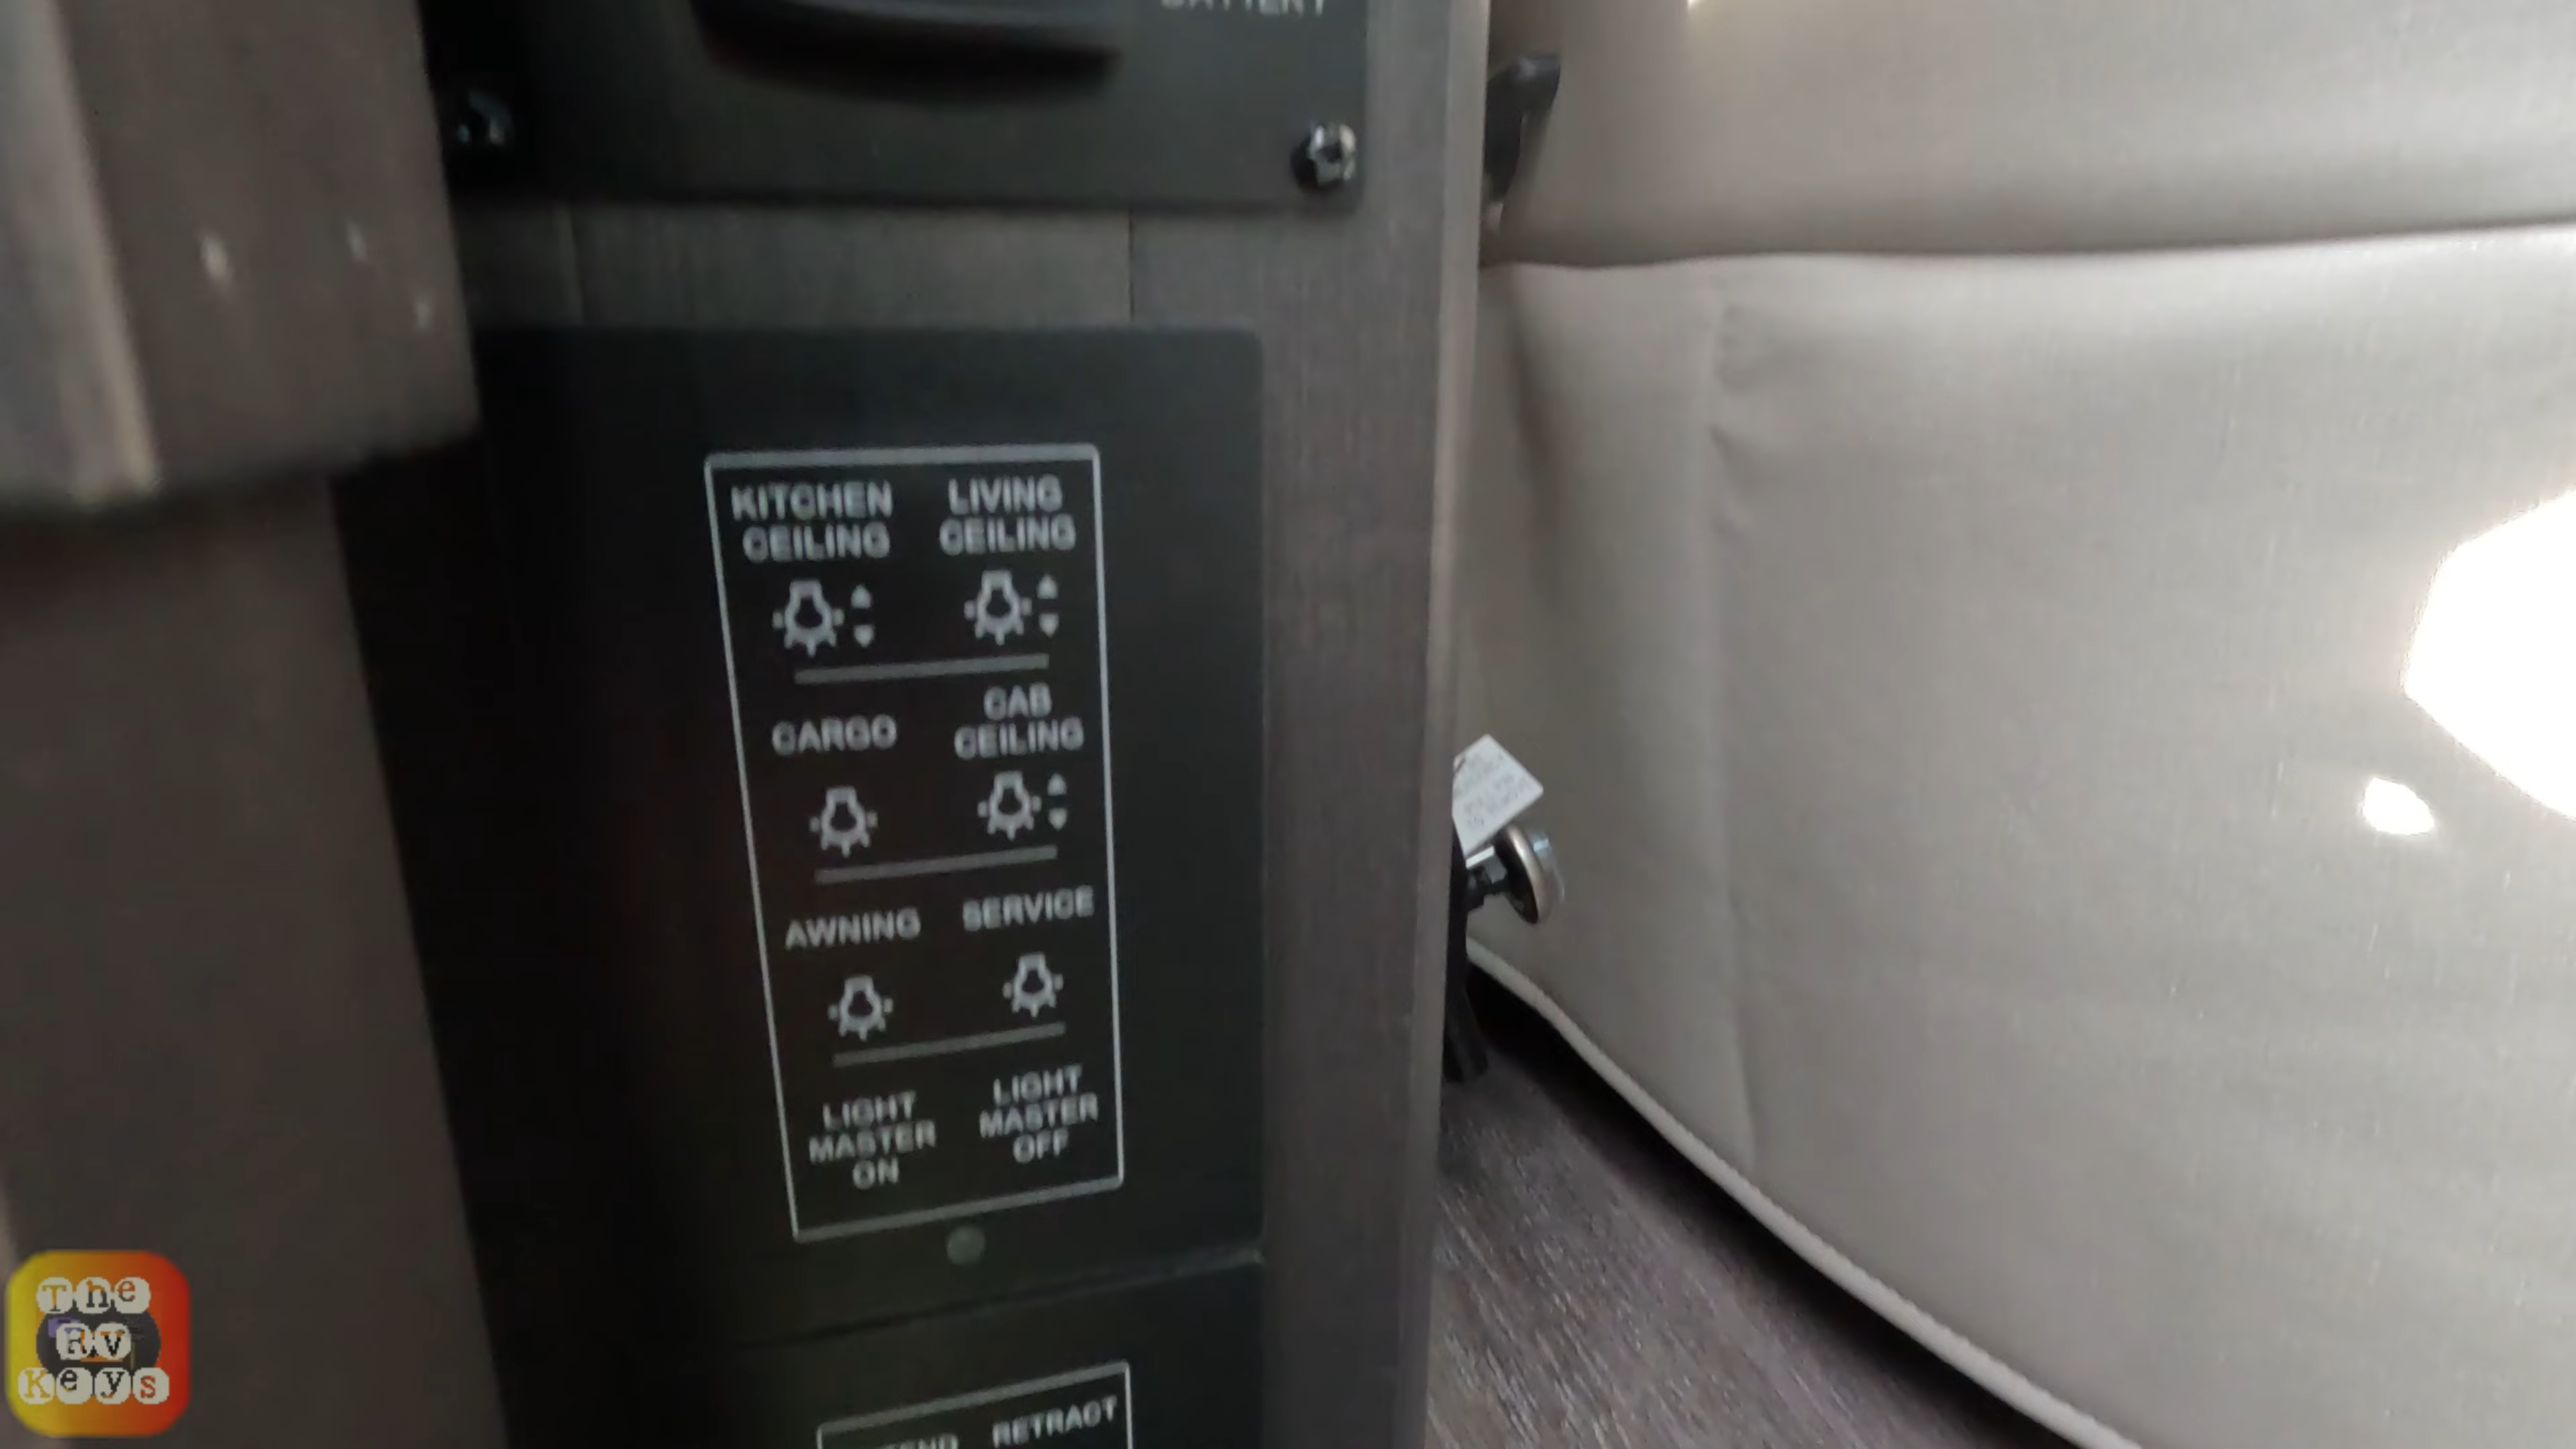 BATTERY
KITCHEN
CEILING
LIVING
CEILING
CARGO
CAB
CEILING
AWNING
SERVICE
LIGHT
MASTER
ON
LIGHT
MASTER
OFF
RETRACT
The
RV
Keys